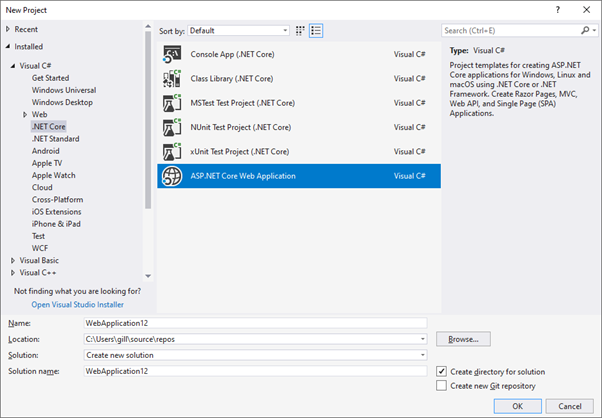 New Project
? ×
Recent
Installed
Visual C#
Get Started
Windows Universal
Windows Desktop
Web
.NET Core
.NET Standard
Android
Apple TV
Apple Watch
Cloud
Cross-Platform
iOS Extensions
iPhone & iPad
Test
WCF
Visual Basic
Visual C++
Not finding what you are looking for?
Open Visual Studio Installer
Sort by: Default
Console App (.NET Core) Visual C#
Class Library (.NET Core) Visual C#
MSTest Test Project (.NET Core) Visual C#
NUnit Test Project (.NET Core) Visual C#
xUnit Test Project (.NET Core) Visual C#
ASP.NET Core Web Application Visual C#
Search (Ctrl+E)
Type: Visual C#
Project templates for creating ASP.NET
Core applications for Windows, Linux and
macOS using .NET Core or .NET
Framework. Create Razor Pages, MVC,
Web API, and Single Page (SPA)
Applications.
Name: WebApplication12
Location: C:\Users\gill\source\repos
Browse...
Solution: Create new solution
Solution name: WebApplication12
Create directory for solution
Create new Git repository
OK
Cancel